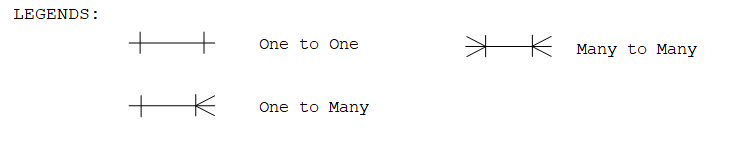 LEGENDS:
One to One
Many to Many
One to Many